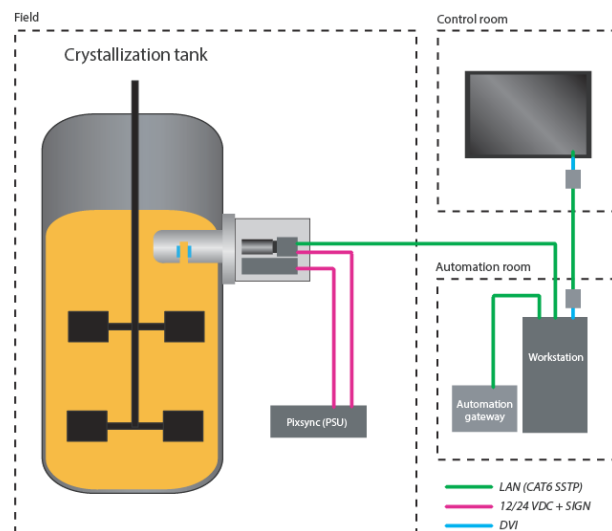 Field
Control room
Crystallization tank
Automation room
Workstation
Automation
gateway
Pixsync (PSU)
LAN (CAT6 SSTP)
12/24 VDC + SIGN
DVI